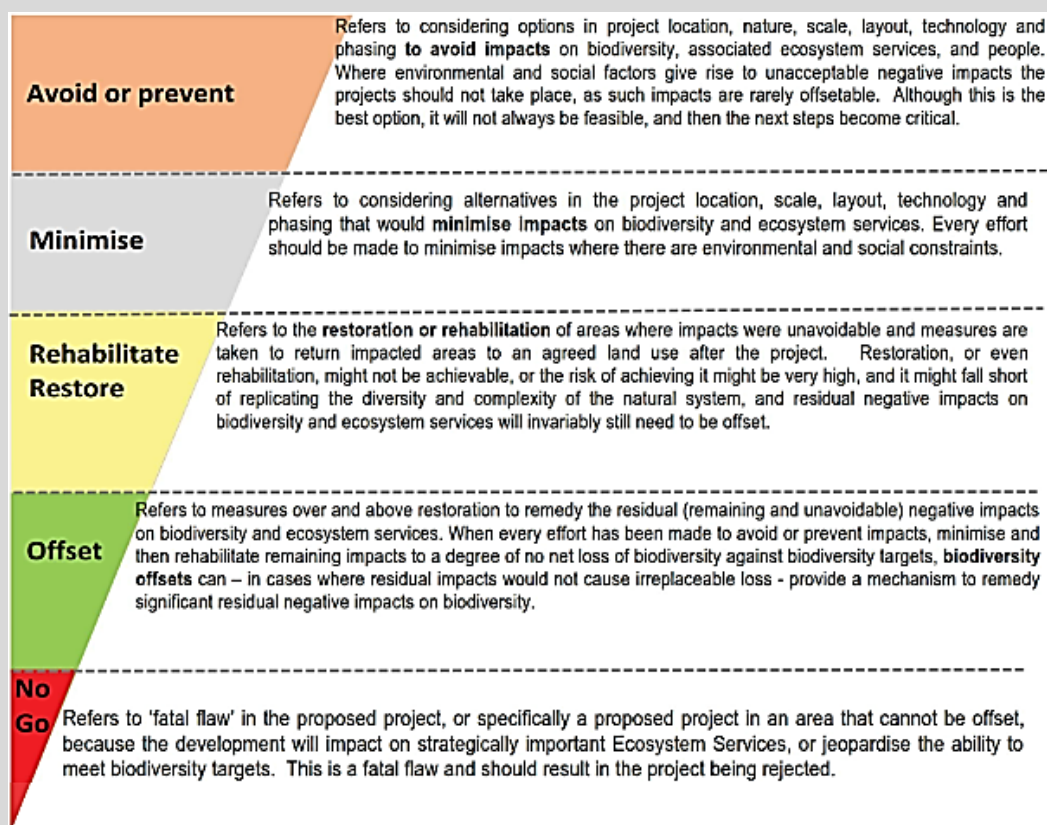 Refers to considering options in project location, nature, scale, layout, technology and
phasing to avoid impacts on biodiversity, associated ecosystem services, and people.
Avoid or prevent
Where environmental and social factors give rise to unacceptable negative impacts the
projects should not take place, as such impacts are rarely offsetable. Although this is the
best option, it will not always be feasible, and then the next steps become critical.
Minimise
Refers to considering alternatives in the project location, scale, layout, technology and
phasing that would minimise impacts on biodiversity and ecosystem services. Every effort
should be made to minimise impacts where there are environmental and social constraints.
Rehabilitate
Restore
Refers to the restoration or rehabilitation of areas where impacts were unavoidable and measures are
taken to return impacted areas to an agreed land use after the project. Restoration, or even
rehabilitation, might not be achievable, or the risk of achieving it might be very high, and it might fall short
of replicating the diversity and complexity of the natural system, and residual negative impacts on
biodiversity and ecosystem services will invariably still need to be offset.
Offset
Refers to measures over and above restoration to remedy the residual (remaining and unavoidable) negative impacts
on biodiversity and ecosystem services. When every effort has been made to avoid or prevent impacts, minimise and
then rehabilitate remaining impacts to a degree of no net loss of biodiversity against biodiversity targets, biodiversity
offsets can – in cases where residual impacts would not cause irreplaceable loss - provide a mechanism to remedy
significant residual negative impacts on biodiversity.
No
Go
Refers to 'fatal flaw' in the proposed project, or specifically a proposed project in an area that cannot be offset,
because the development will impact on strategically important Ecosystem Services, or jeopardise the ability to
meet biodiversity targets. This is a fatal flaw and should result in the project being rejected.